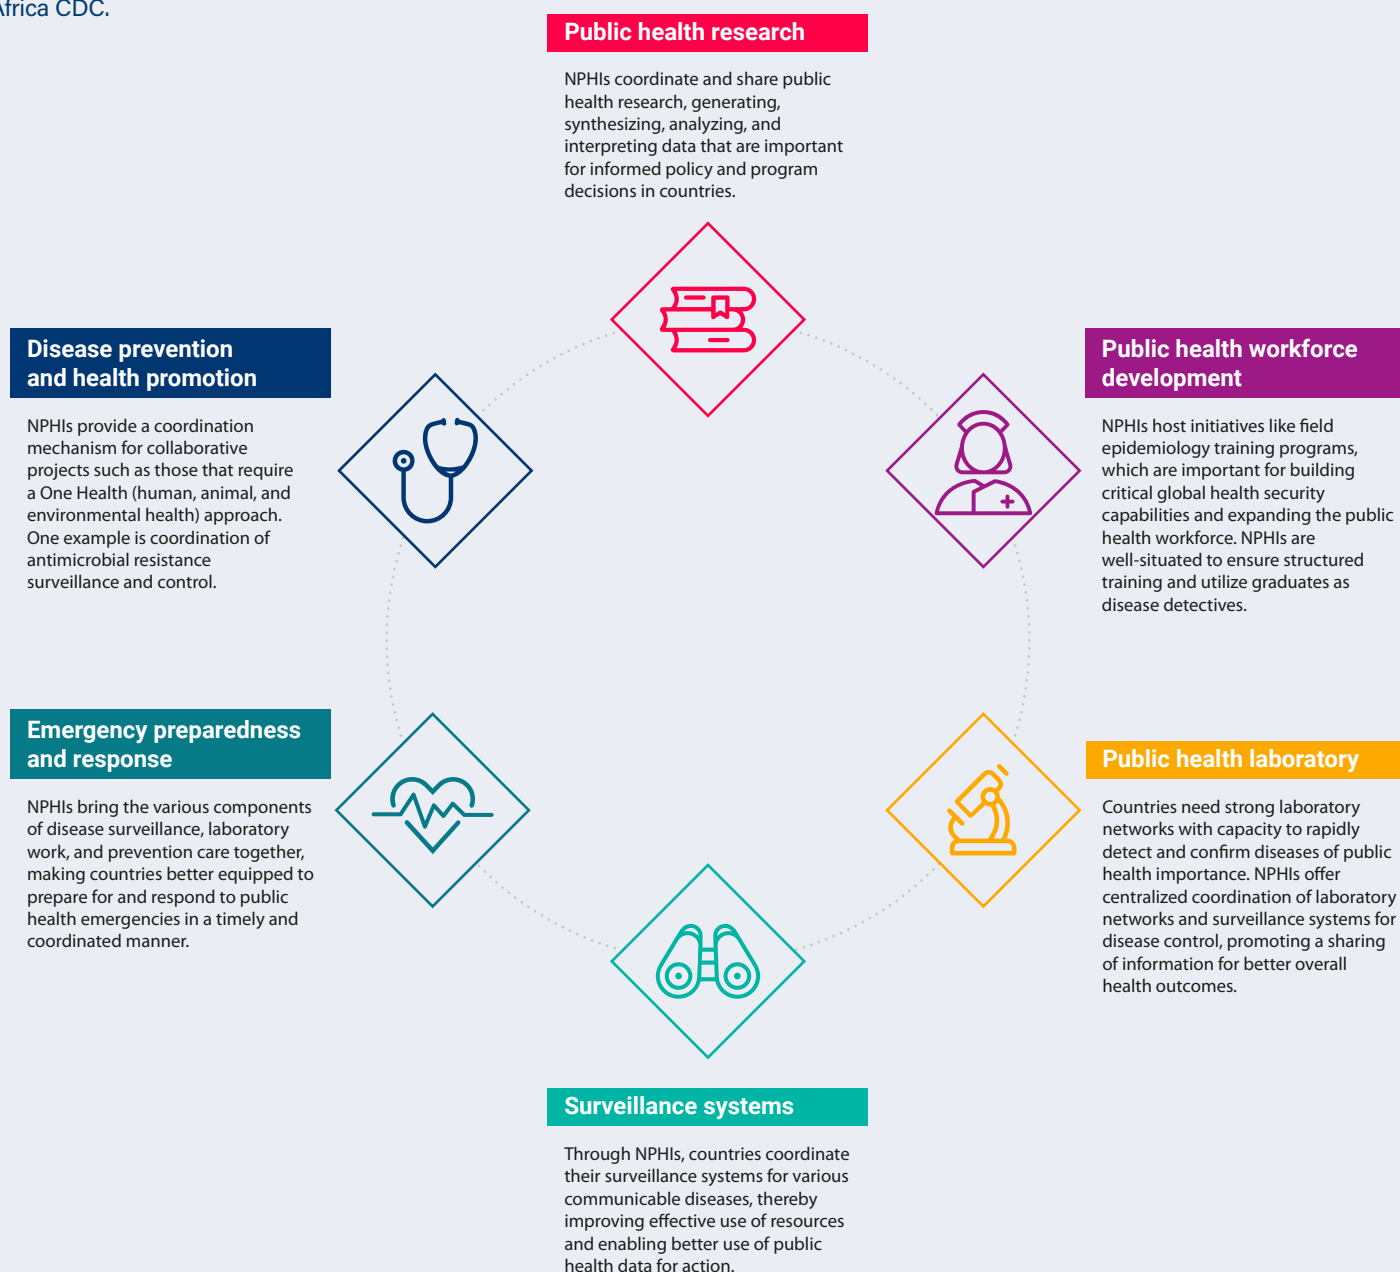 Africa CDC.
Public health research
NPHIs coordinate and share public
health research, generating,
synthesizing, analyzing, and
interpreting data that are important
for informed policy and program
decisions in countries.
Disease prevention
and health promotion
NPHIs provide a coordination
mechanism for collaborative
projects such as those that require
a One Health (human, animal, and
environmental health) approach.
One example is coordination of
antimicrobial resistance
surveillance and control.
Public health workforce
development
NPHIs host initiatives like field
epidemiology training programs,
which are important for building
critical global health security
capabilities and expanding the public
health workforce. NPHIs are
well-situated to ensure structured
training and utilize graduates as
disease detectives.
Emergency preparedness
and response
NPHIs bring the various components
of disease surveillance, laboratory
work, and prevention care together,
making countries better equipped to
prepare for and respond to public
health emergencies in a timely and
coordinated manner.
Public health laboratory
Countries need strong laboratory
networks with capacity to rapidly
detect and confirm diseases of public
health importance. NPHIs offer
centralized coordination of laboratory
networks and surveillance systems for
disease control, promoting a sharing
of information for better overall
health outcomes.
Surveillance systems
Through NPHIs, countries coordinate
their surveillance systems for various
communicable diseases, thereby
improving effective use of resources
and enabling better use of public
health data for action.